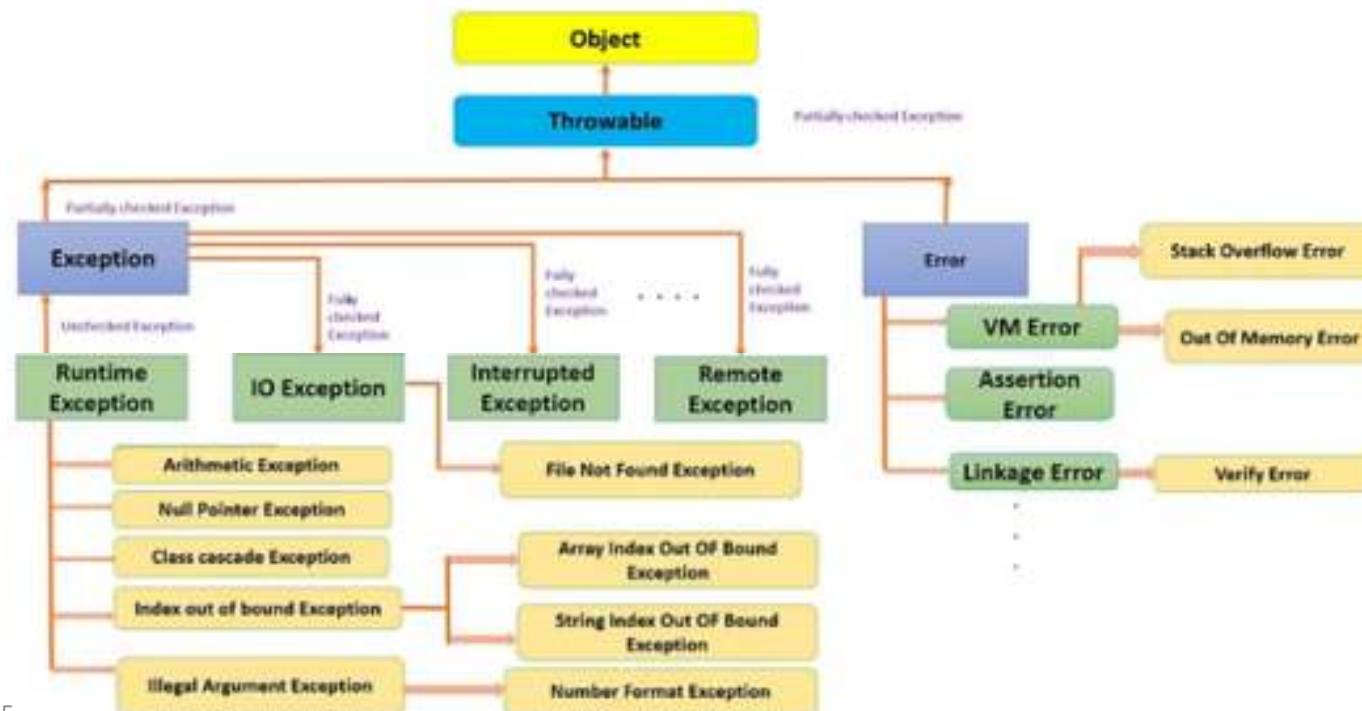 Object
Throwable
Partially checked Exception
Partially checked Exception
Exception
Error
Stack Overflow Error
Fully
checked
Exception
Fully
checked
Exception
. . . .
Fully
checked
Exception
Unchecked Exception
VM Error
Out Of Memory Error
Runtime
Exception
IO Exception
Interrupted
Exception
Remote
Exception
Assertion
Error
Arithmetic Exception
File Not Found Exception
Linkage Error
Verify Error
Null Pointer Exception
Class cascade Exception
Array Index Out OF Bound
Exception
Index out of bound Exception
String Index Out OF Bound
Exception
Illegal Argument Exception
Number Format Exception